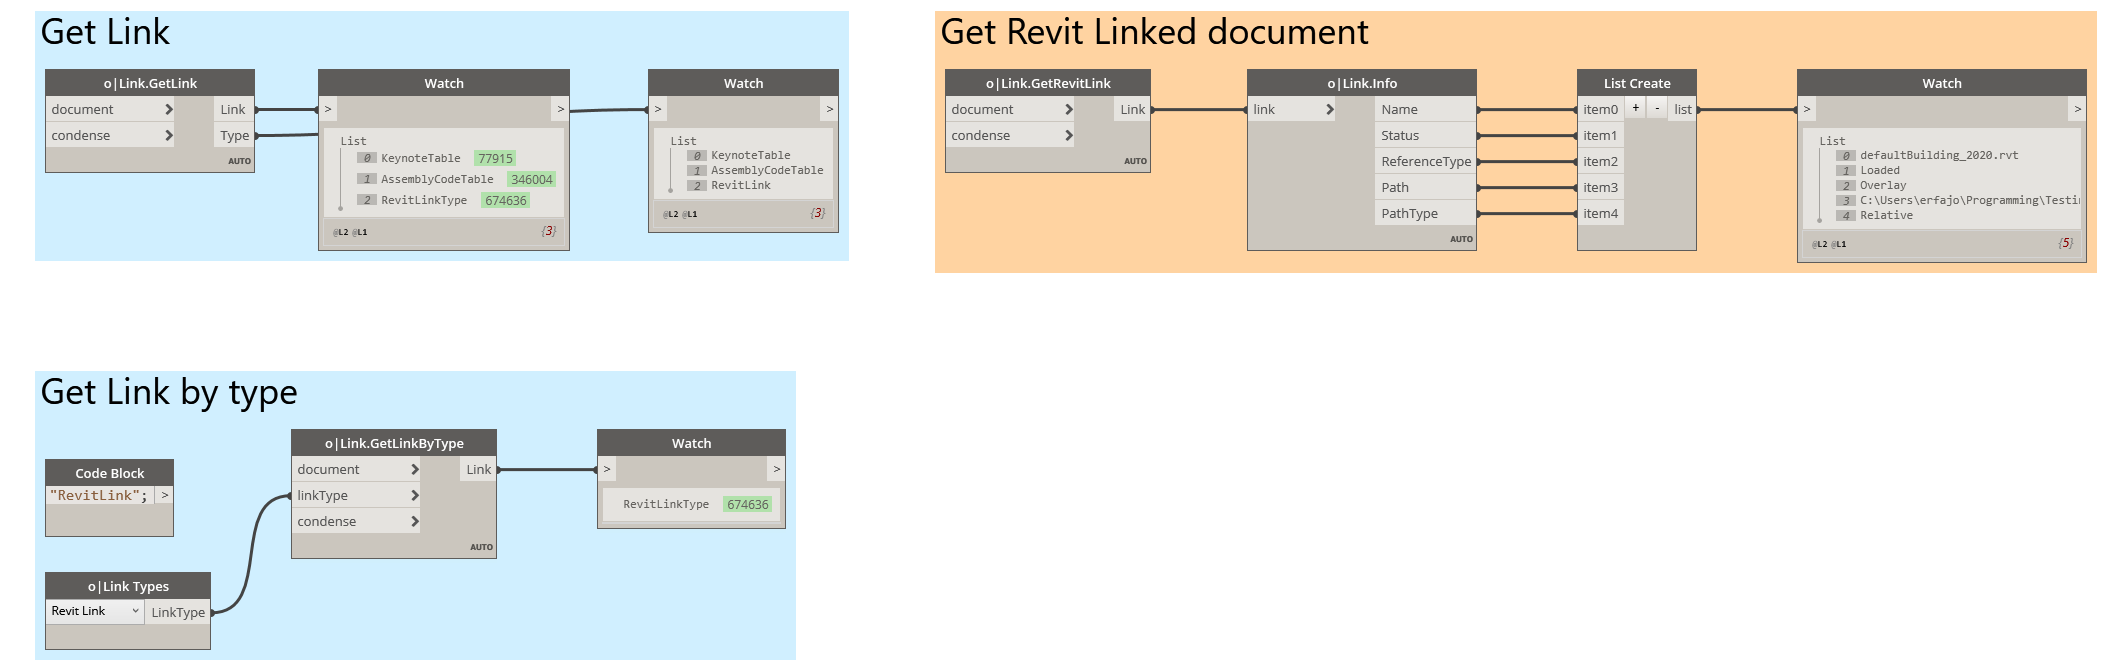 Get Link
o|Link.GetLink
document
condense
Link
Type
AUTO
Watch
>
>
List
0 KeynoteTable 77915
1 AssemblyCodeTable 346004
2 RevitLinkType 674636
@L2 @L1 {3}
Watch
>
>
List
0 KeynoteTable
1 AssemblyCodeTable
2 RevitLink
@L2 @L1 {3}
Get Revit Linked document
o|Link.GetRevitLink
document
condense
Link
AUTO
o|Link.Info
link
Name
Status
ReferenceType
Path
PathType
AUTO
List Create
item0 + - list
item1
item2
item3
item4
Watch
>
>
List
0 defaultBuilding_2020.rvt
1 Loaded
2 Overlay
3 C:\Users\erfajo\Programming\Testi
4 Relative
@L2 @L1 {5}
Get Link by type
Code Block
"RevitLink"; >
o|Link Types
Revit Link LinkType
o|Link.GetLinkByType
document
linkType
condense
Link
AUTO
Watch
>
>
RevitLinkType 674636